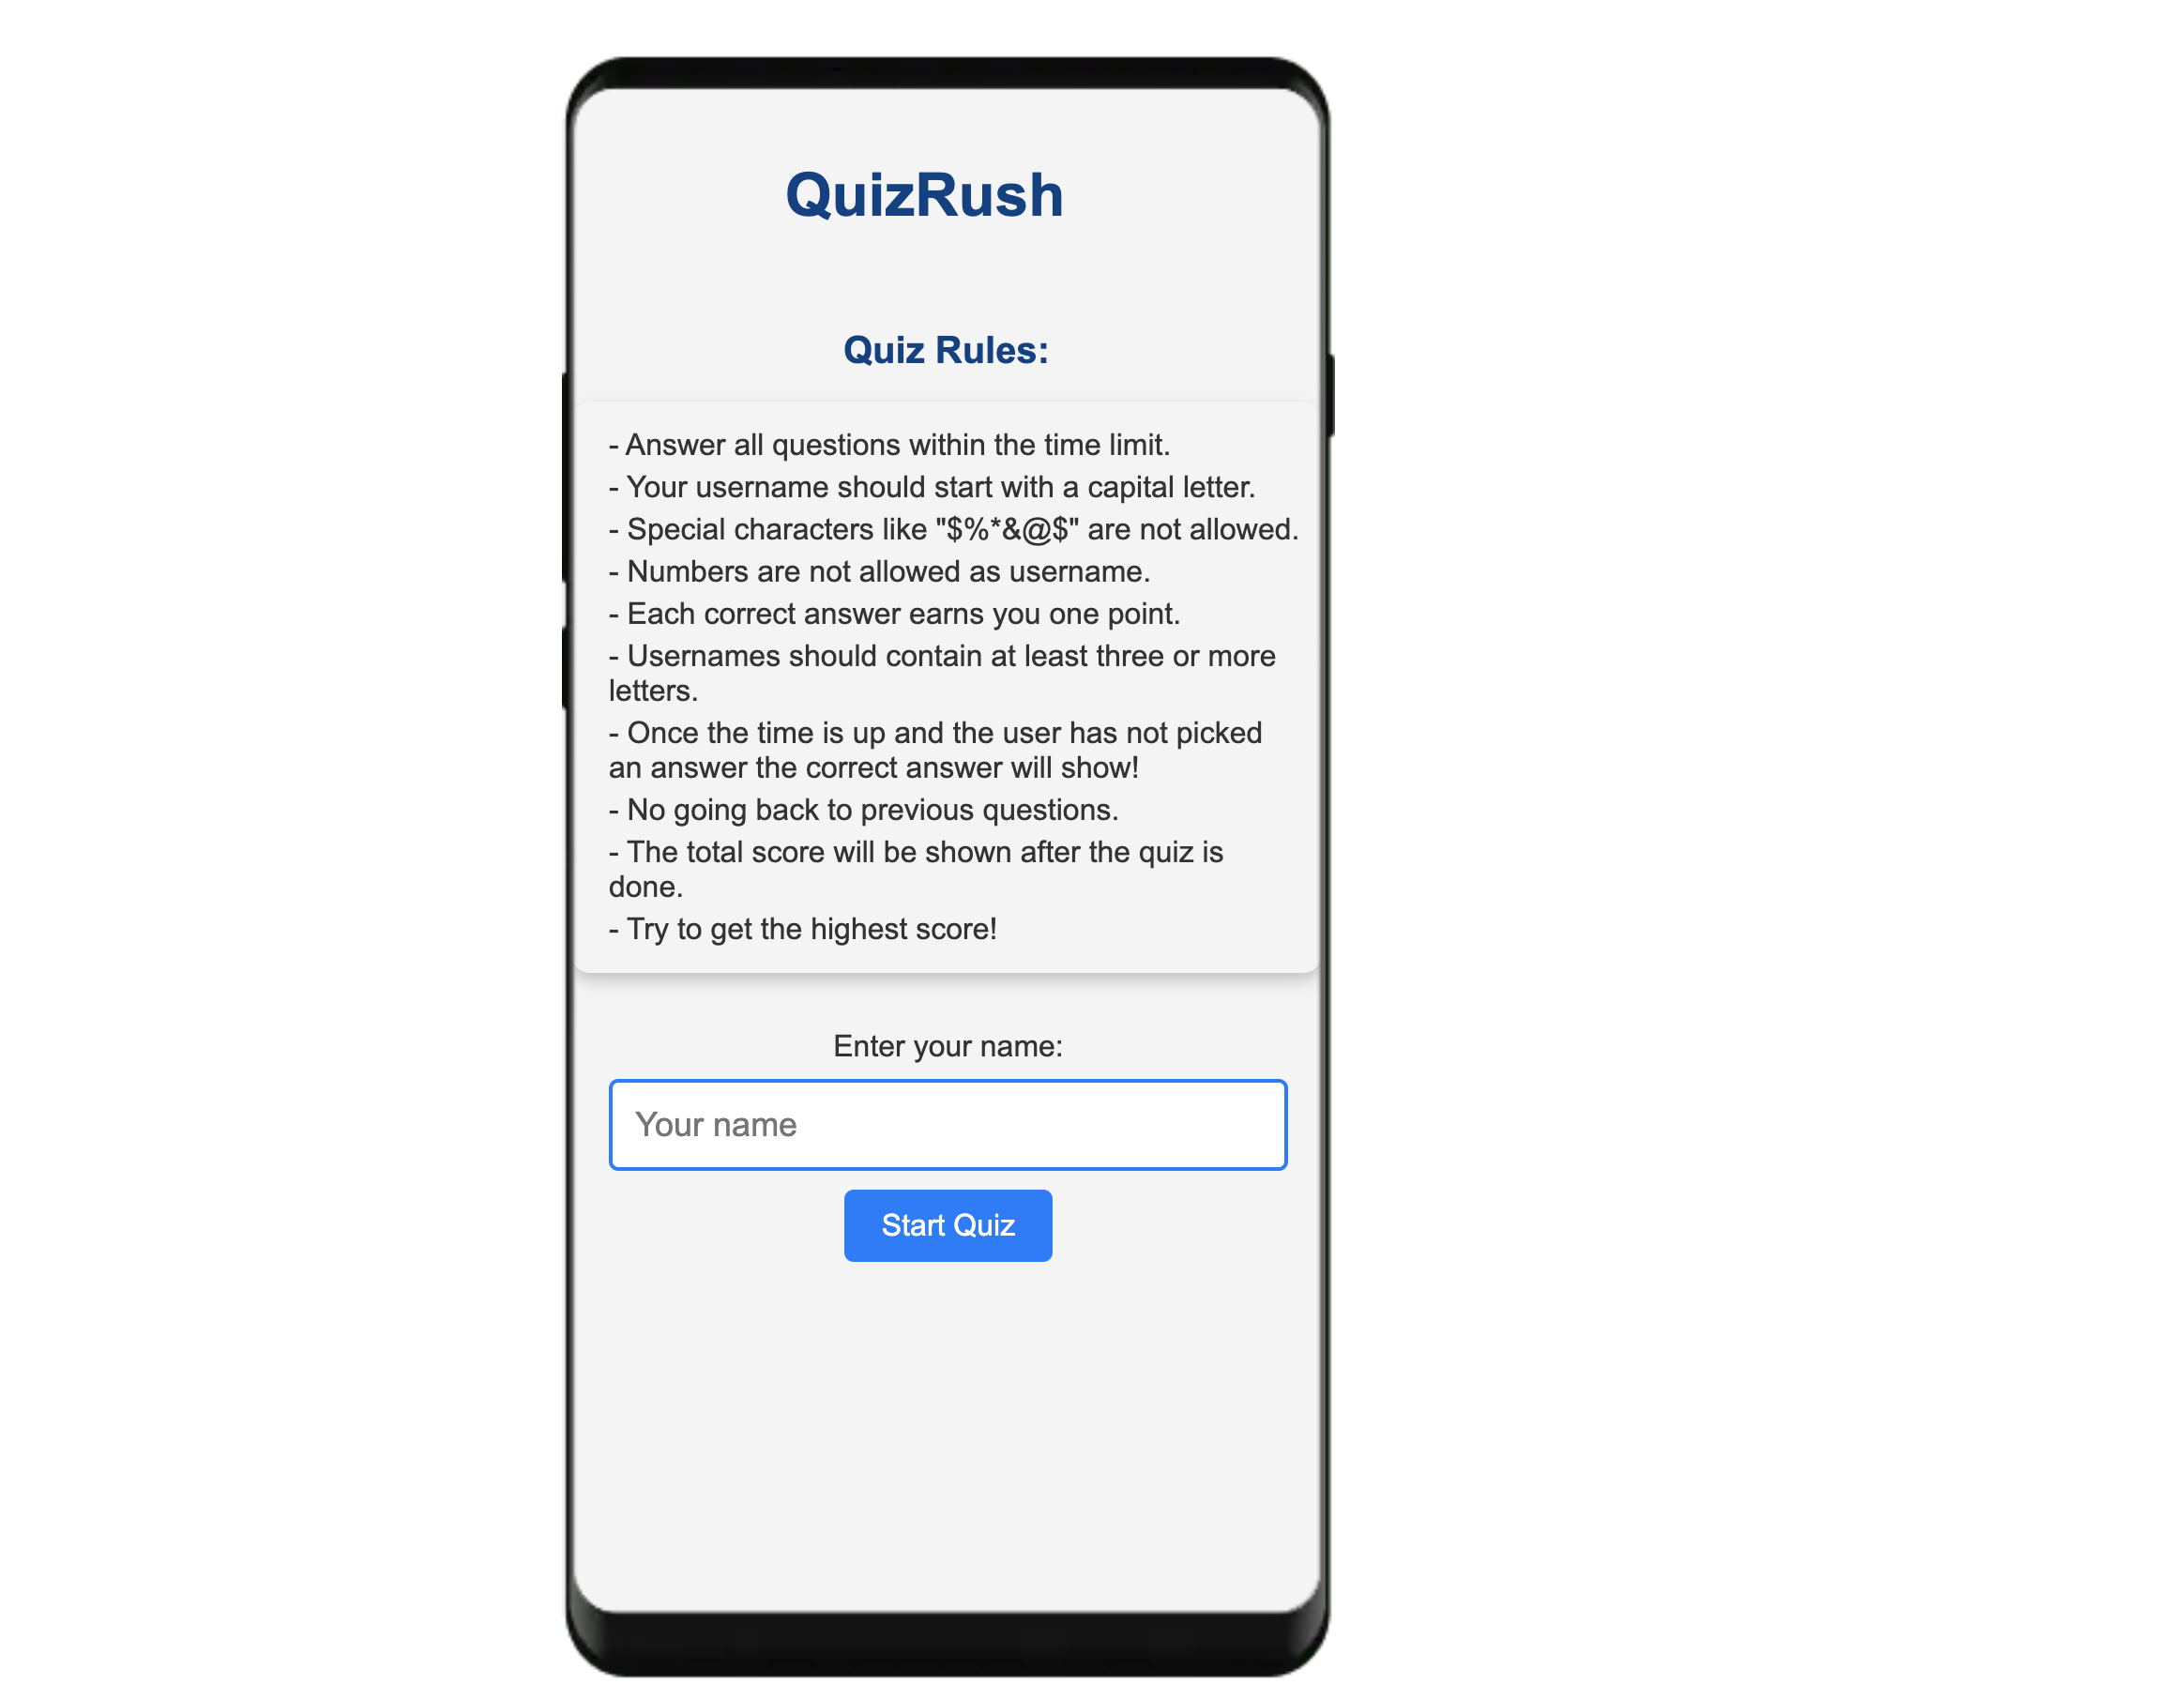 QuizRush
Quiz Rules:
- Answer all questions within the time limit.
- Your username should start with a capital letter.
- Special characters like "$%*&@$" are not allowed.
- Numbers are not allowed as username.
- Each correct answer earns you one point.
- Usernames should contain at least three or more
letters.
- Once the time is up and the user has not picked
an answer the correct answer will show!
- No going back to previous questions.
- The total score will be shown after the quiz is
done.
- Try to get the highest score!
Enter your name:
Your name
Start Quiz